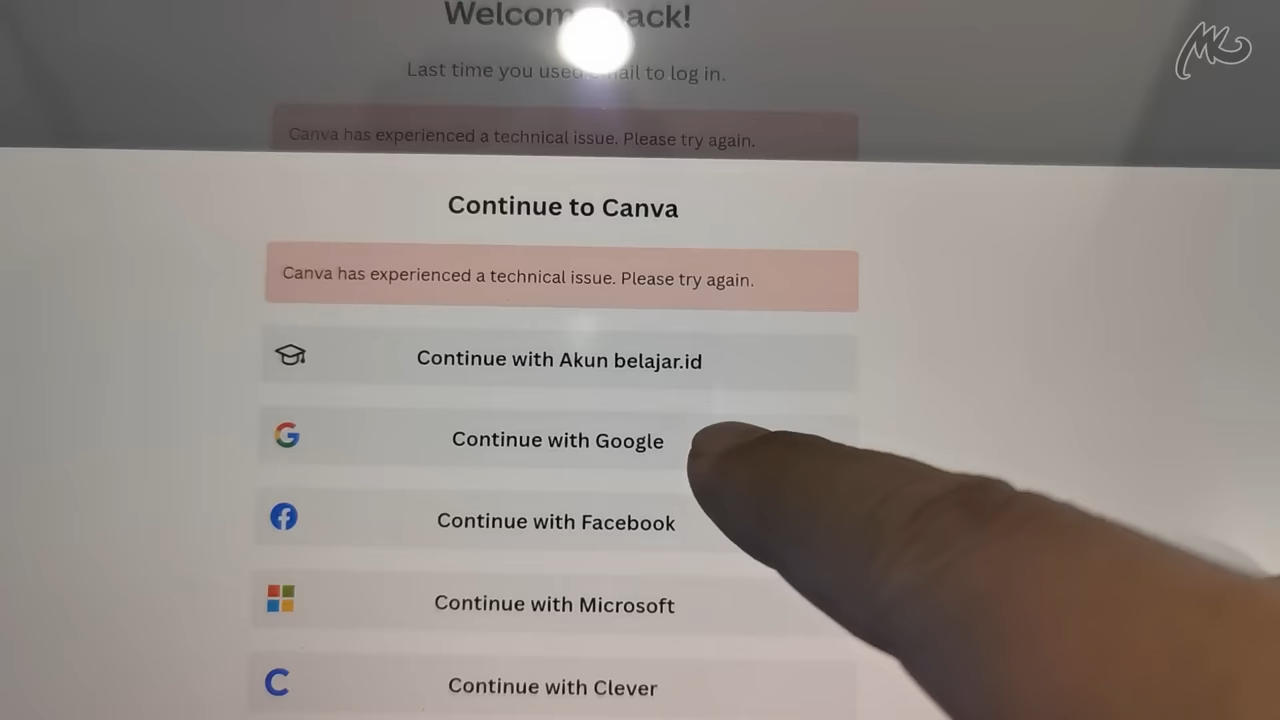 Welcome back!
Last time you used email to log in.
Canva has experienced a technical issue. Please try again.
Continue to Canva
Canva has experienced a technical issue. Please try again.
Continue with Akun belajar.id
Continue with Google
Continue with Facebook
Continue with Microsoft
Continue with Clever